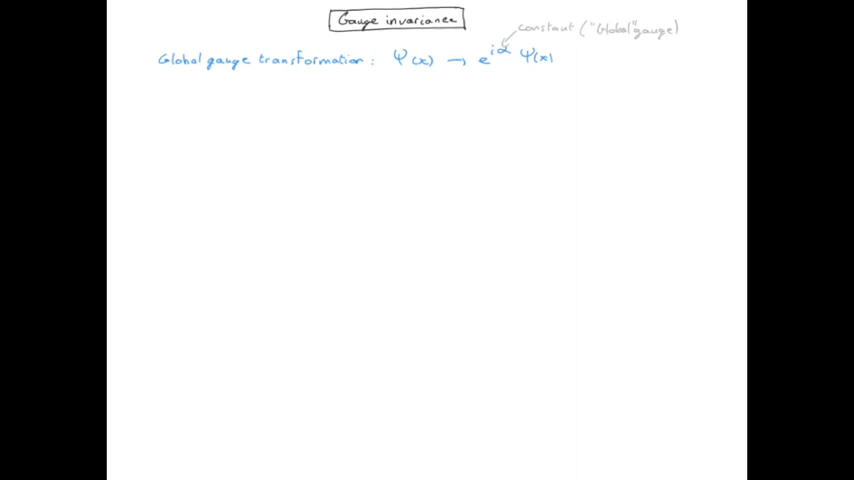 Gauge invariance
constant ("Global" gauge)
Global gauge transformation : Ψ(x) → e^{iα} Ψ(x)